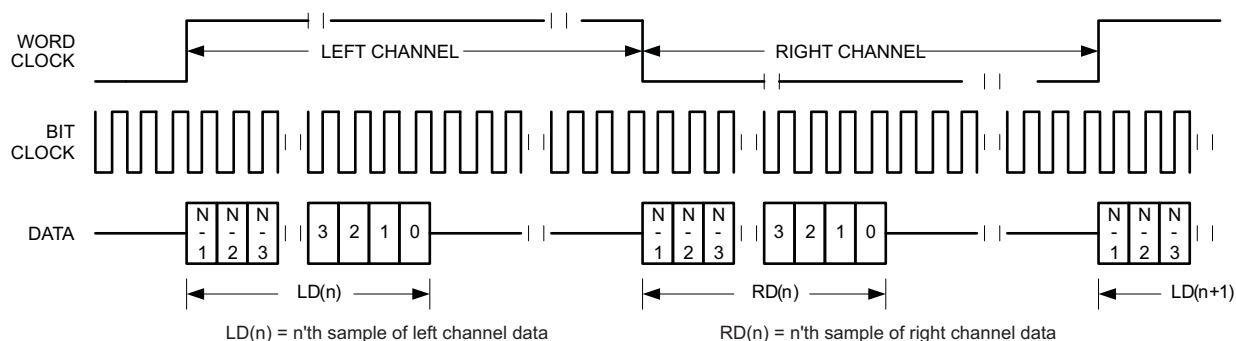 WORD
CLOCK
LEFT CHANNEL
RIGHT CHANNEL
BIT
CLOCK
DATA
N
-
1
N
-
2
N
-
3
3 2 1 0
N
-
1
N
-
2
N
-
3
3 2 1 0
N
-
1
N
-
2
N
-
3
LD(n)
RD(n)
LD(n+1)
LD(n) = n'th sample of left channel data
RD(n) = n'th sample of right channel data